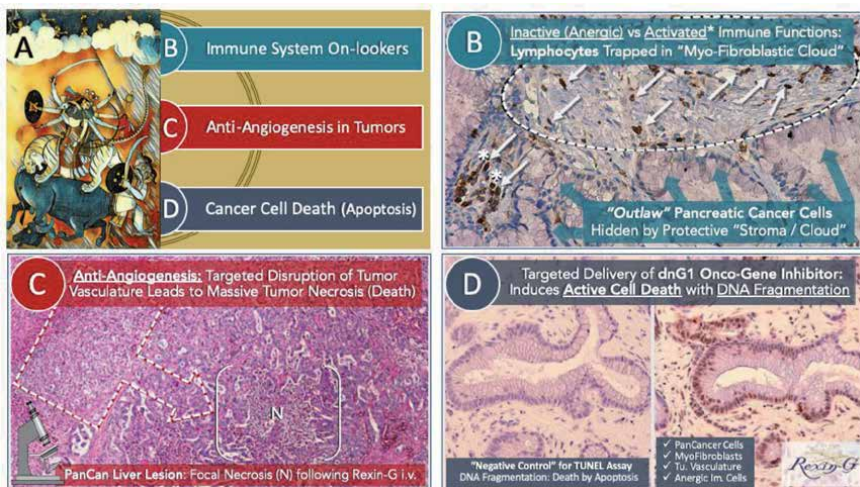 A
B
Immune System On-lookers
C
Anti-Angiogenesis in Tumors
D
Cancer Cell Death (Apoptosis)
B
Inactive (Anergic) vs Activated* Immune Functions:
Lymphocytes Trapped in "Myo-Fibroblastic Cloud"
*
*
"Outlaw" Pancreatic Cancer Cells
Hidden by Protective "Stroma / Cloud"
C
Anti-Angiogenesis: Targeted Disruption of Tumor
Vasculature Leads to Massive Tumor Necrosis (Death)
N
PanCan Liver Lesion: Focal Necrosis (N) following Rexin-G i.v.
D
Targeted Delivery of dnG1 Onco-Gene Inhibitor:
Induces Active Cell Death with DNA Fragmentation
"Negative Control" for TUNEL Assay
DNA Fragmentation: Death by Apoptosis
✓ PanCancer Cells
✓ MyoFibroblasts
✓ Tu. Vasculature
✓ Anergic Im. Cells
Rexin-G